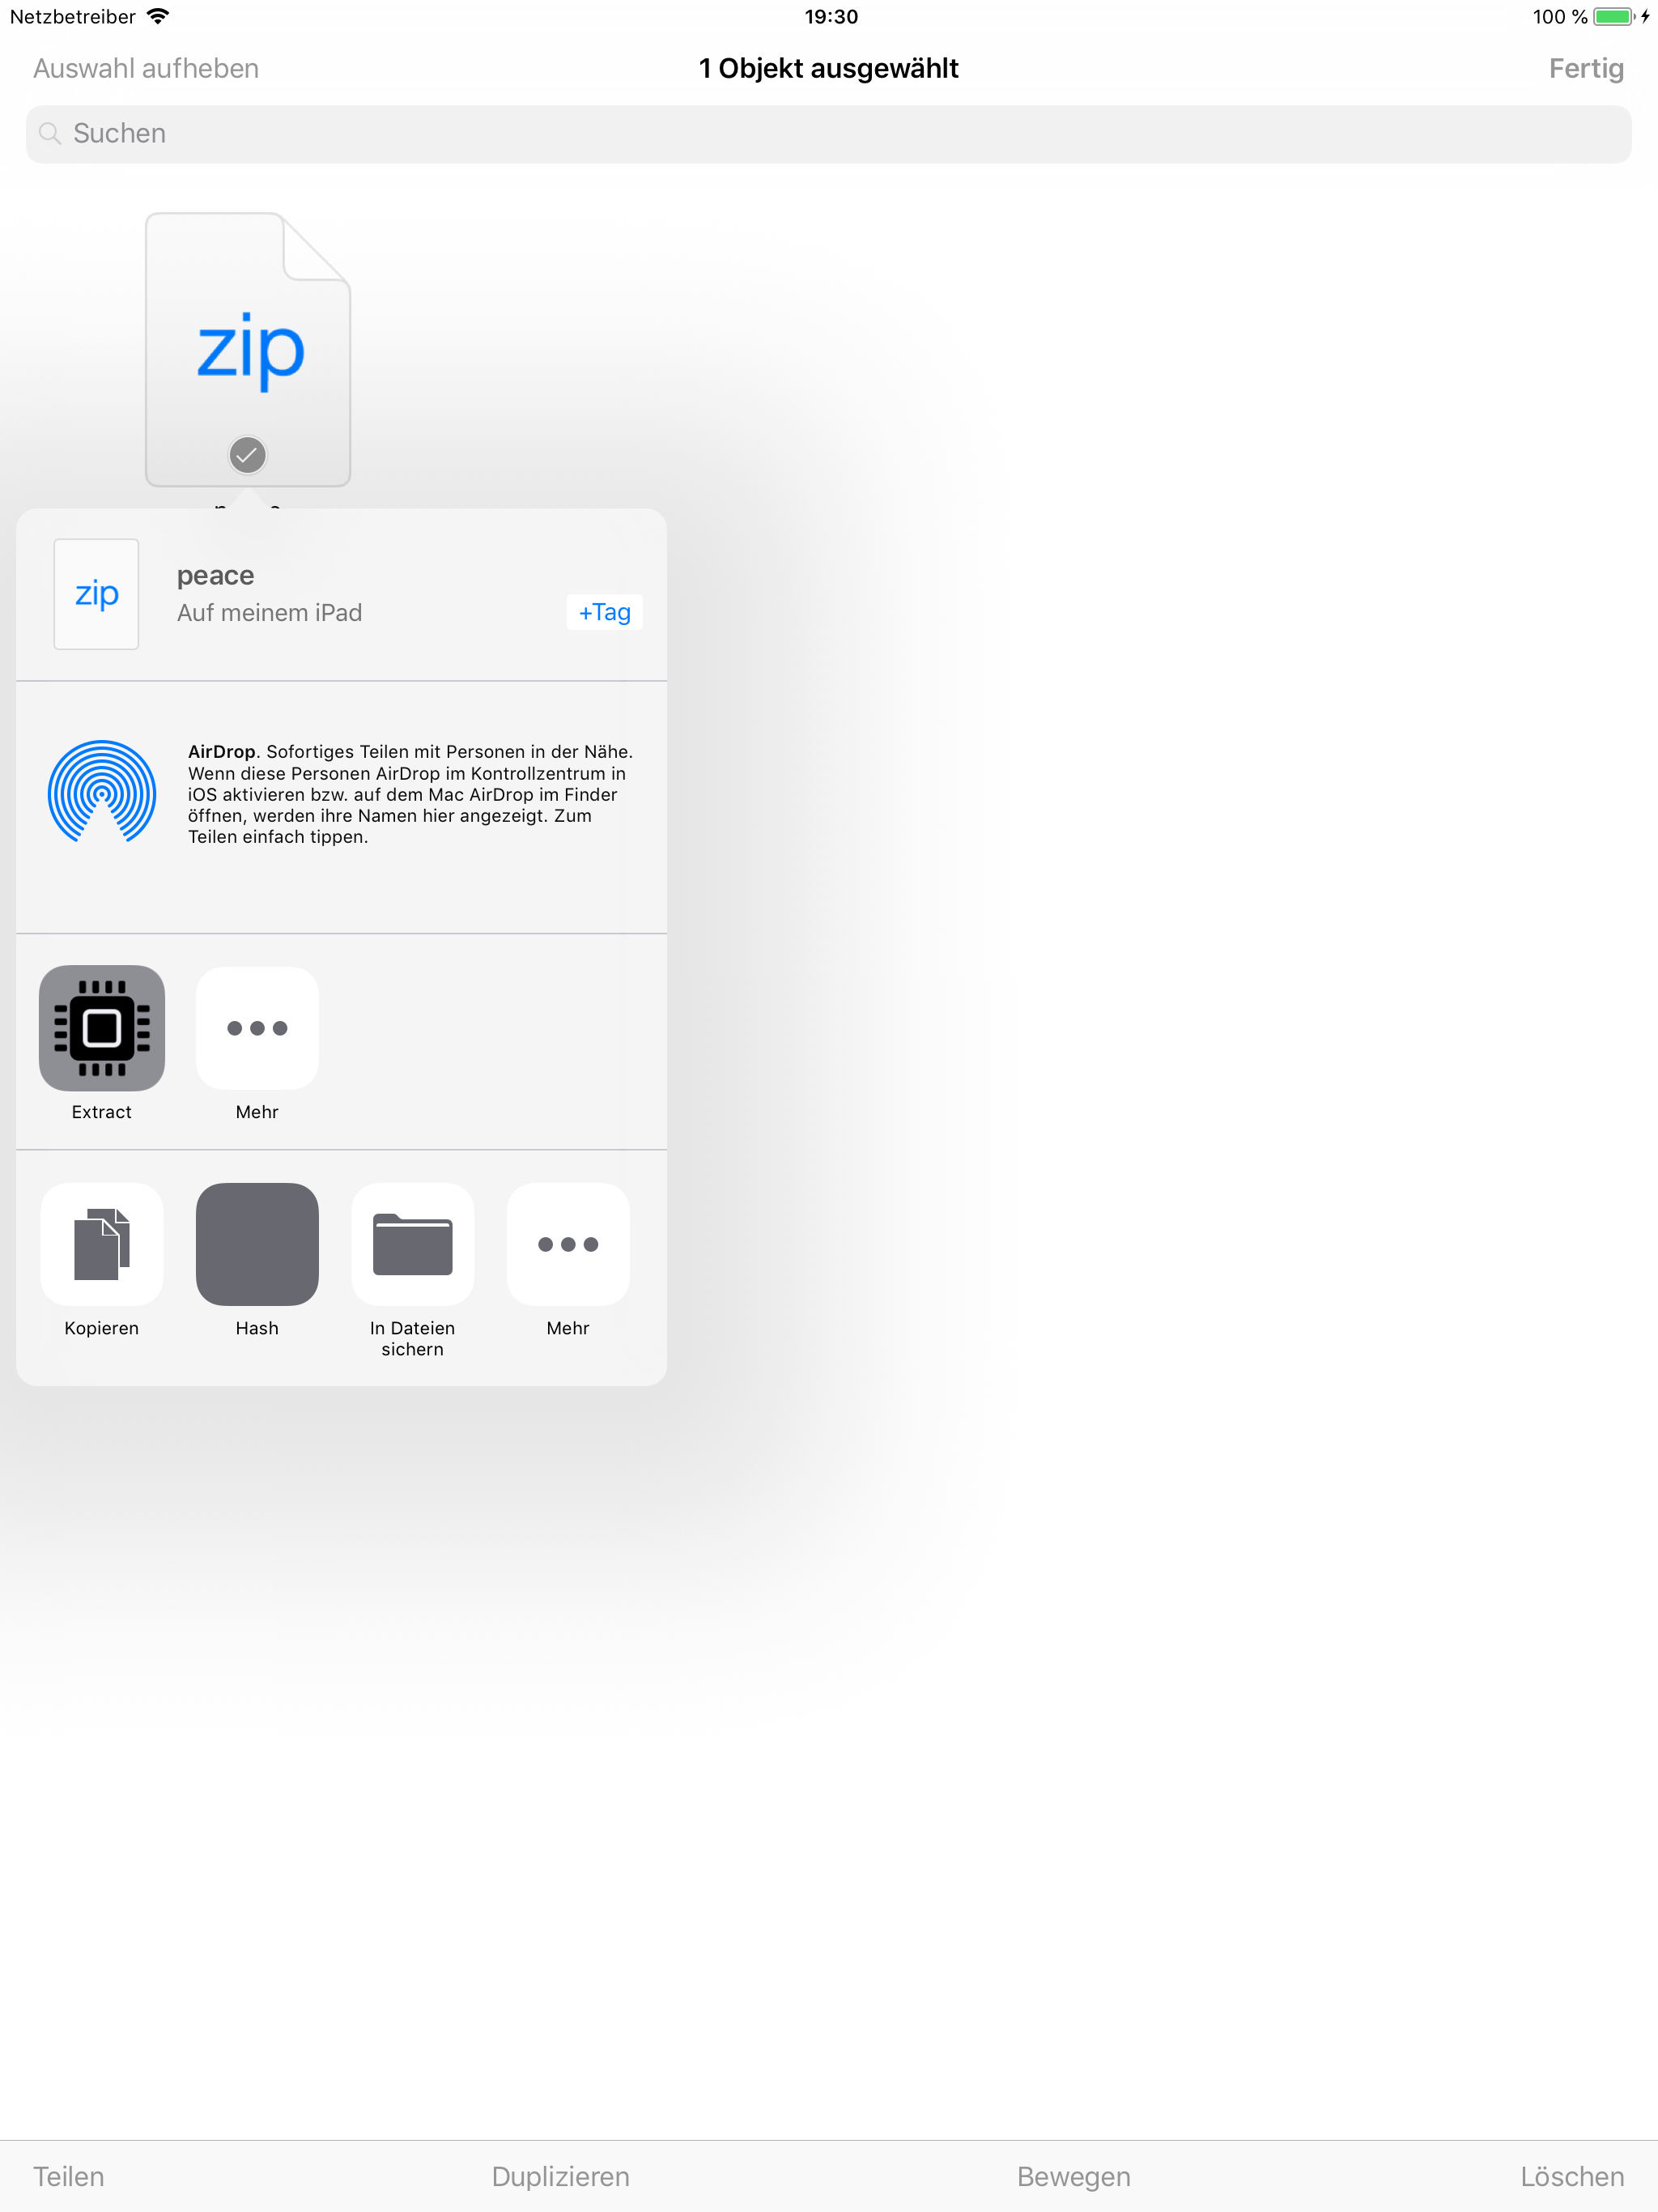 Netzbetreiber 19:30 100 %
Auswahl aufheben 1 Objekt ausgewählt Fertig
Suchen
zip
zip
peace
Auf meinem iPad
+Tag
AirDrop. Sofortiges Teilen mit Personen in der Nähe.
Wenn diese Personen AirDrop im Kontrollzentrum in
iOS aktivieren bzw. auf dem Mac AirDrop im Finder
öffnen, werden ihre Namen hier angezeigt. Zum
Teilen einfach tippen.
Extract Mehr
Kopieren Hash In Dateien Mehr
sichern
Teilen Duplizieren Bewegen Löschen